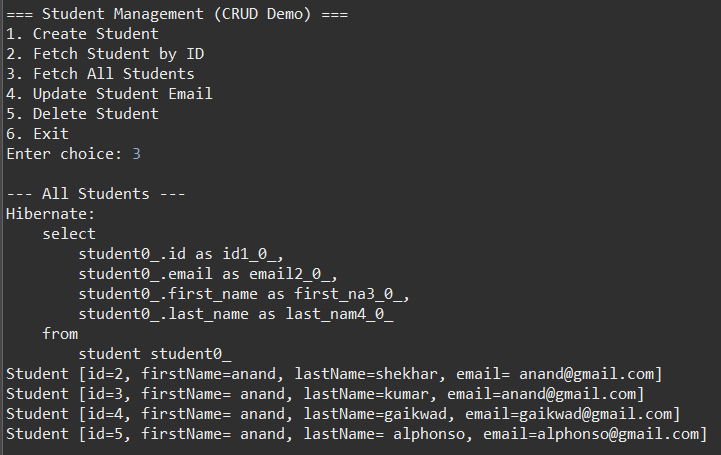 === Student Management (CRUD Demo) ===
1. Create Student
2. Fetch Student by ID
3. Fetch All Students
4. Update Student Email
5. Delete Student
6. Exit
Enter choice: 3
--- All Students ---
Hibernate:
    select
        student0_.id as id1_0_,
        student0_.email as email2_0_,
        student0_.first_name as first_na3_0_,
        student0_.last_name as last_nam4_0_
    from
        student student0_
Student [id=2, firstName=anand, lastName=shekhar, email= anand@gmail.com]
Student [id=3, firstName= anand, lastName=kumar, email=anand@gmail.com]
Student [id=4, firstName= anand, lastName=gaikwad, email=gaikwad@gmail.com]
Student [id=5, firstName= anand, lastName= alphonso, email=alphonso@gmail.com]